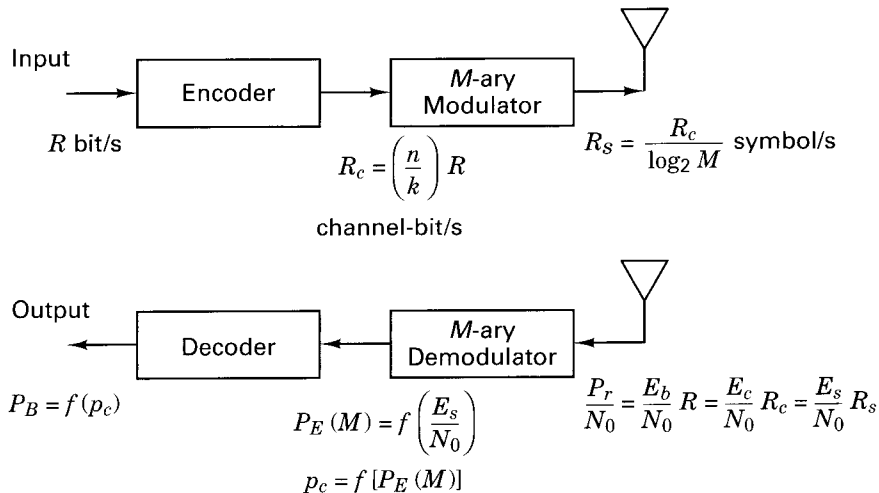 Input
Encoder
M-ary
Modulator
R bit/s
R_c = (n/k) R
channel-bit/s
R_s = R_c / log_2 M symbol/s
Output
Decoder
M-ary
Demodulator
P_B = f(p_c)
P_E (M) = f(E_s/N_0)
p_c = f [P_E (M)]
P_r/N_0 = E_b/N_0 R = E_c/N_0 R_c = E_s/N_0 R_s